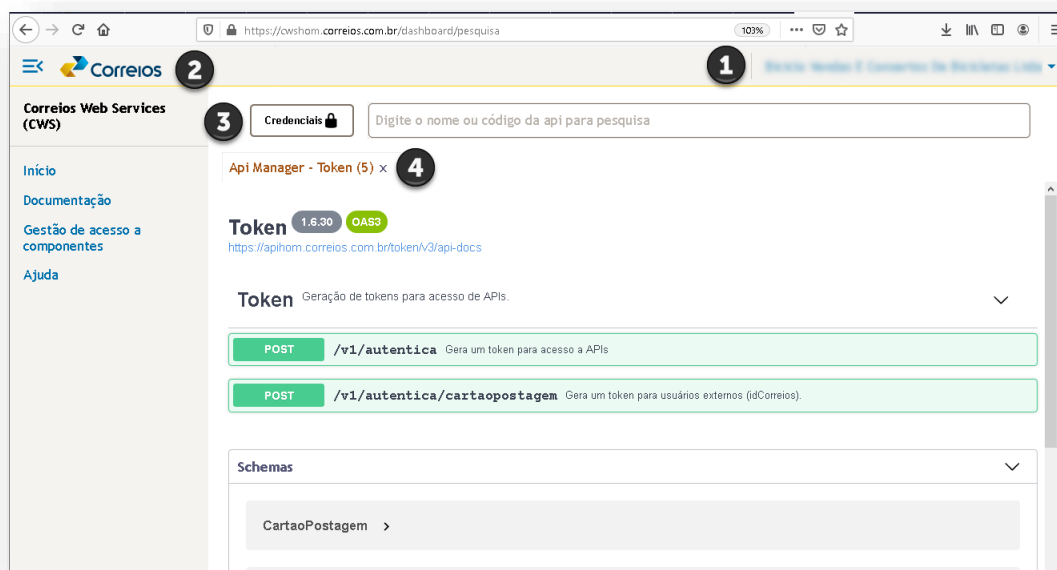 https://cwshom.correios.com.br/dashboard/pesquisa
103%
Correios
2
1
Correios Web Services
(CWS)
3
Credenciais
Digite o nome ou código da api para pesquisa
Início
Documentação
Gestão de acesso a
componentes
Ajuda
Api Manager - Token (5) x
4
Token 1.6.30 OAS3
https://apihom.correios.com.br/token/v3/api-docs
Token Geração de tokens para acesso de APIs.
POST /v1/autentica Gera um token para acesso a APIs
POST /v1/autentica/cartaopostagem Gera um token para usuários externos (idCorreios).
Schemas
CartaoPostagem